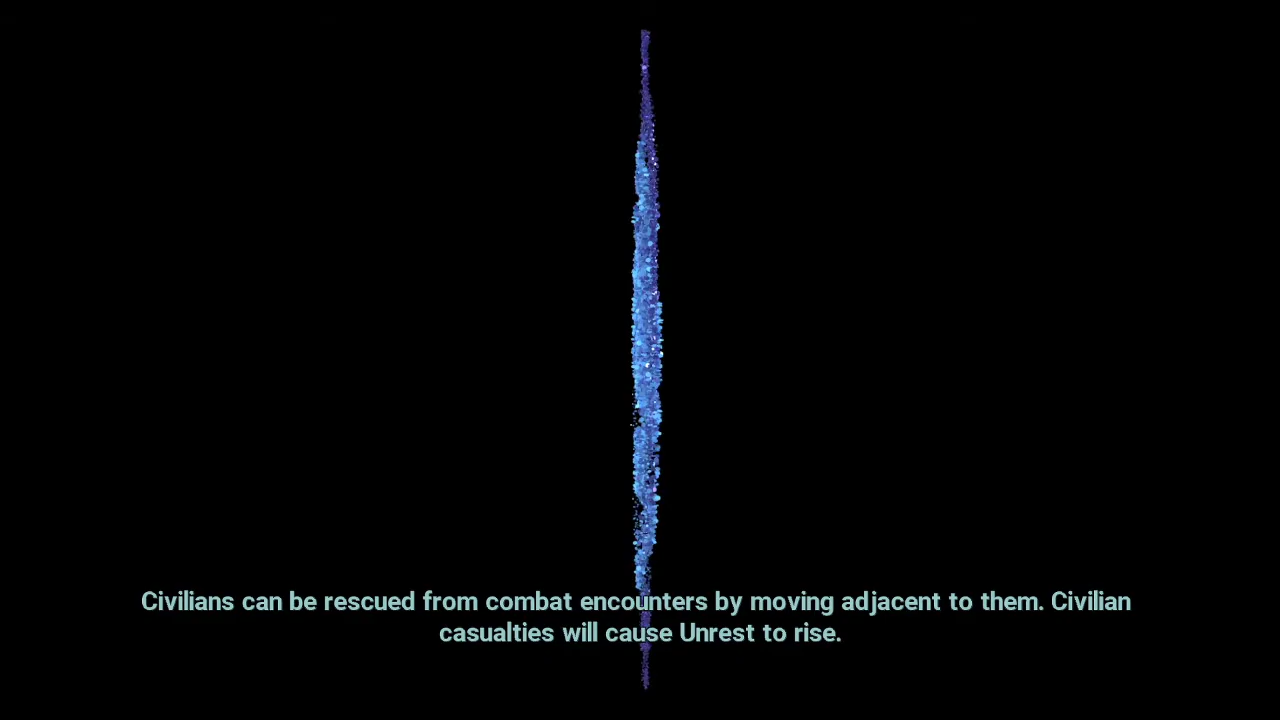 Civilians can be rescued from combat encounters by moving adjacent to them. Civilian
casualties will cause Unrest to rise.